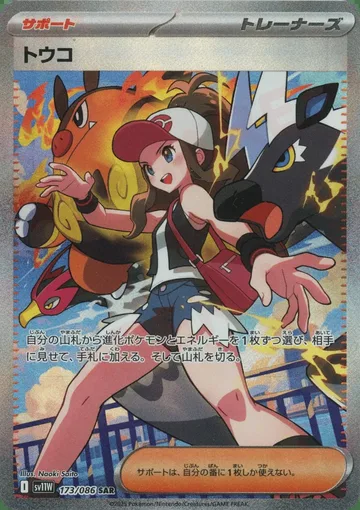 サポート
トレーナーズ
トウコ
自分の山札から進化ポケモンとエネルギーを1枚ずつ選び、相手
に見せて、手札に加える。そして山札を切る。
Illus. Naoki Saito
I sv11W 173/086 SAR
サポートは、自分の番に1枚しか使えない。
©2025 Pokémon/Nintendo/Creatures/GAME FREAK.